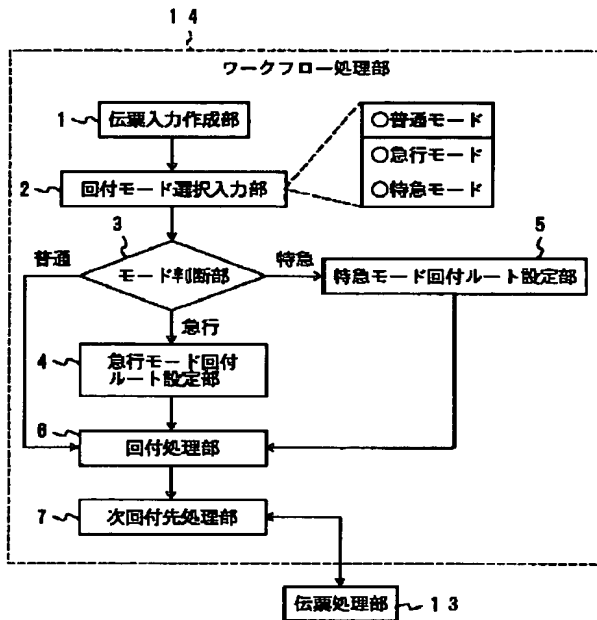 14
ワークフロー処理部
1 伝票入力作成部
○普通モード
○急行モード
○特急モード
2 回付モード選択入力部
3
モード判断部
普通
特急
5
特急モード回付ルート設定部
急行
4 急行モード回付
ルート設定部
6
回付処理部
7 次回付先処理部
伝票処理部 13